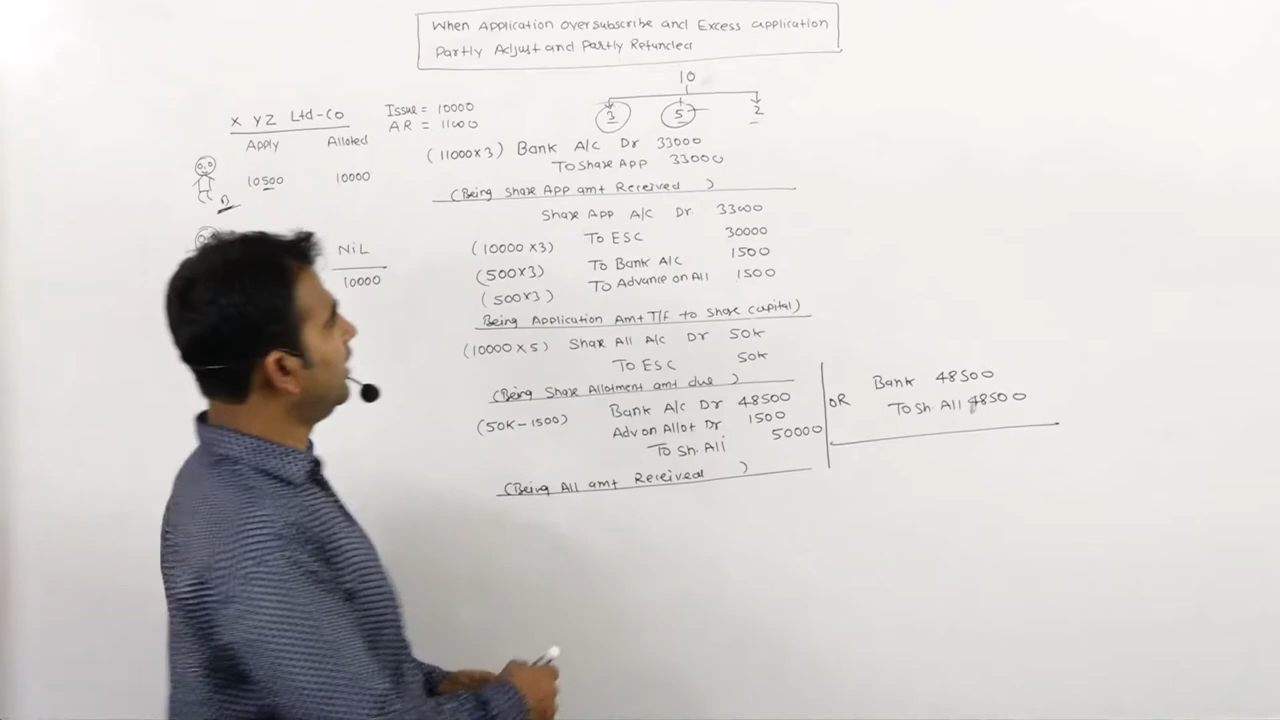 When Application oversubscribe and Excess application
Partly Adjust and Partly Refunded
10
3 5 2
X YZ Ltd-Co
Issue = 10000
AR = 11000
Apply Alloted
10500 10000
NiL
10000
(11000x3) Bank A/C Dr 33000
To Share App 33000
(Being Share App amt Received )
Share App A/C Dr. 33000
(10000 x3) To ESC 30000
(500x3) To Bank A/C 1500
(500x3) To Advance on All 1500
Being Application Amt T/f to Share capital)
(10000x5) Share All A/C Dr 50k
To ESC 50k
(Being Share Allotment amt due )
(50K-1500) Bank A/C Dr 48500
Adv on Allot Dr 1500
To Sh. All 50000
(Being All amt Received )
OR
Bank 48500
To Sh. All 48500